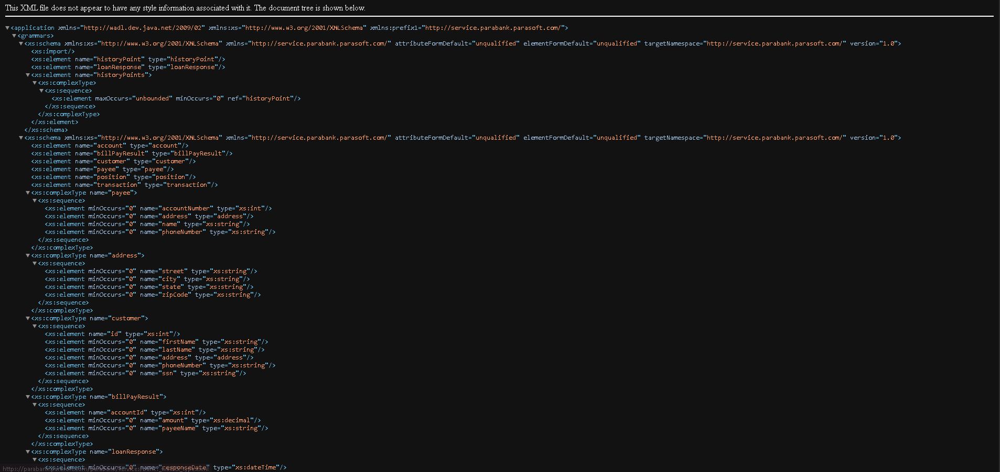 This XML file does not appear to have any style information associated with it. The document tree is shown below.
▼<application xmlns="http://wadl.dev.java.net/2009/02" xmlns:xs="http://www.w3.org/2001/XMLSchema" xmlns:prefix1="http://service.parabank.parasoft.com/">
▼<grammars>
▼<xs:schema xmlns:xs="http://www.w3.org/2001/XMLSchema" xmlns="http://service.parabank.parasoft.com/" attributeFormDefault="unqualified" elementFormDefault="unqualified" targetNamespace="http://service.parabank.parasoft.com/" version="1.0">
<xs:import/>
<xs:element name="historyPoint" type="historyPoint"/>
<xs:element name="loanResponse" type="loanResponse"/>
▼<xs:element name="historyPoints">
▼<xs:complexType>
▼<xs:sequence>
<xs:element maxOccurs="unbounded" minOccurs="0" ref="historyPoint"/>
</xs:sequence>
</xs:complexType>
</xs:element>
</xs:schema>
▼<xs:schema xmlns:xs="http://www.w3.org/2001/XMLSchema" xmlns="http://service.parabank.parasoft.com/" attributeFormDefault="unqualified" elementFormDefault="unqualified" targetNamespace="http://service.parabank.parasoft.com/" version="1.0">
<xs:element name="account" type="account"/>
<xs:element name="billPayResult" type="billPayResult"/>
<xs:element name="customer" type="customer"/>
<xs:element name="payee" type="payee"/>
<xs:element name="position" type="position"/>
<xs:element name="transaction" type="transaction"/>
▼<xs:complexType name="payee">
▼<xs:sequence>
<xs:element minOccurs="0" name="accountNumber" type="xs:int"/>
<xs:element minOccurs="0" name="address" type="address"/>
<xs:element minOccurs="0" name="name" type="xs:string"/>
<xs:element minOccurs="0" name="phoneNumber" type="xs:string"/>
</xs:sequence>
</xs:complexType>
▼<xs:complexType name="address">
▼<xs:sequence>
<xs:element minOccurs="0" name="street" type="xs:string"/>
<xs:element minOccurs="0" name="city" type="xs:string"/>
<xs:element minOccurs="0" name="state" type="xs:string"/>
<xs:element minOccurs="0" name="zipCode" type="xs:string"/>
</xs:sequence>
</xs:complexType>
▼<xs:complexType name="customer">
▼<xs:sequence>
<xs:element name="id" type="xs:int"/>
<xs:element minOccurs="0" name="firstName" type="xs:string"/>
<xs:element minOccurs="0" name="lastName" type="xs:string"/>
<xs:element minOccurs="0" name="address" type="address"/>
<xs:element minOccurs="0" name="phoneNumber" type="xs:string"/>
<xs:element minOccurs="0" name="ssn" type="xs:string"/>
</xs:sequence>
</xs:complexType>
▼<xs:complexType name="billPayResult">
▼<xs:sequence>
<xs:element name="accountId" type="xs:int"/>
<xs:element minOccurs="0" name="amount" type="xs:decimal"/>
<xs:element minOccurs="0" name="payeeName" type="xs:string"/>
</xs:sequence>
</xs:complexType>
▼<xs:complexType name="loanResponse">
▼<xs:sequence>
<xs:element minOccurs="0" name="responseDate" type="xs:dateTime"/>